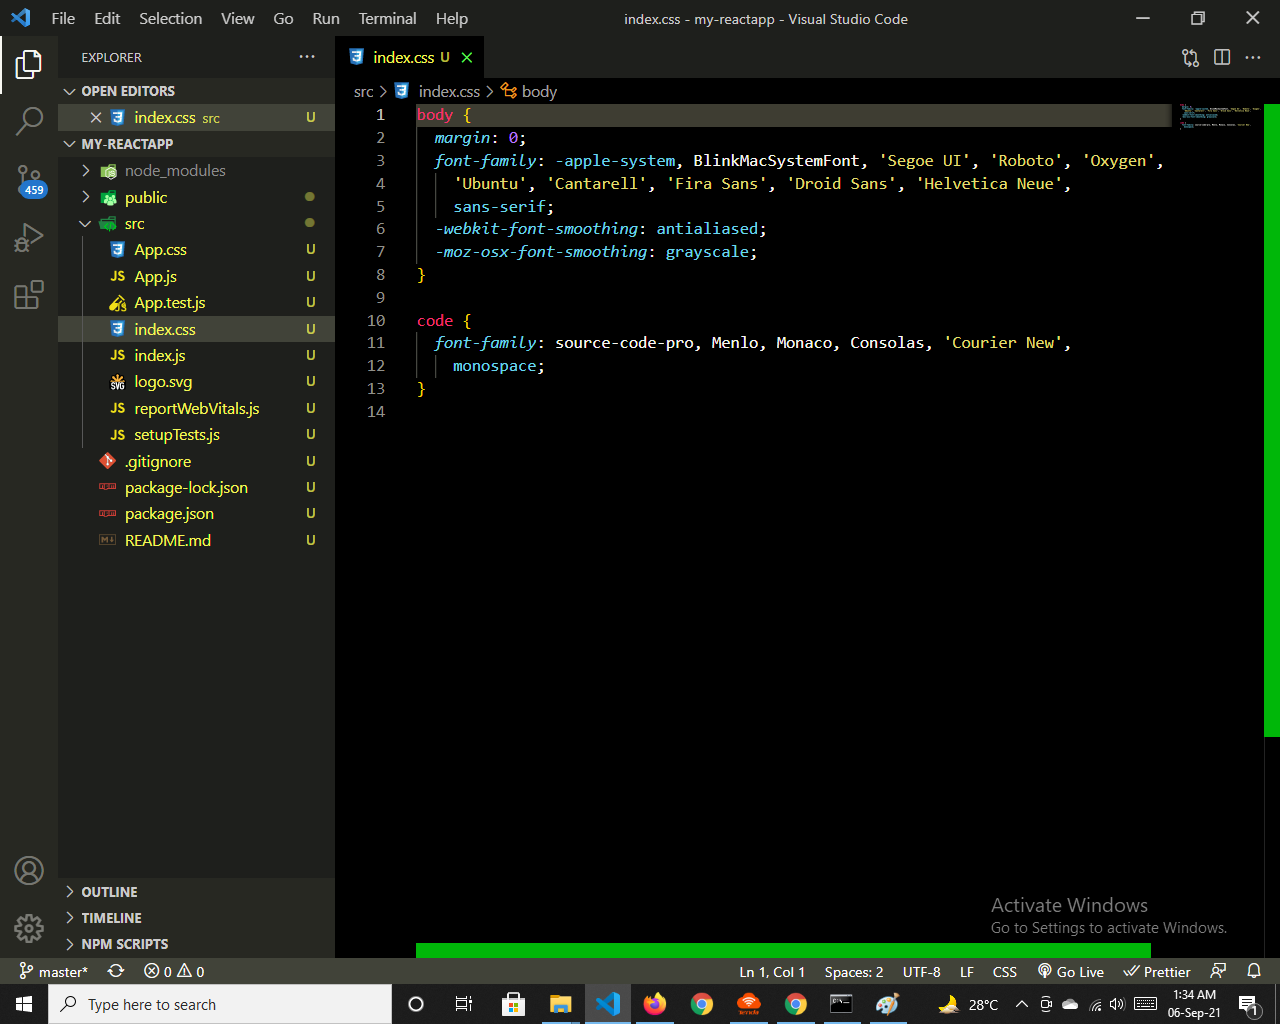 File Edit Selection View Go Run Terminal Help
index.css - my-reactapp - Visual Studio Code
EXPLORER
OPEN EDITORS
index.css src U
MY-REACTAPP
node_modules
public
src
App.css U
App.js U
App.test.js U
index.css U
index.js U
logo.svg U
reportWebVitals.js U
setupTests.js U
.gitignore U
package-lock.json U
package.json U
README.md U
OUTLINE
TIMELINE
NPM SCRIPTS
459
index.css U
src > index.css > body
1 body {
2 margin: 0;
3 font-family: -apple-system, BlinkMacSystemFont, 'Segoe UI', 'Roboto', 'Oxygen',
4 'Ubuntu', 'Cantarell', 'Fira Sans', 'Droid Sans', 'Helvetica Neue',
5 sans-serif;
6 -webkit-font-smoothing: antialiased;
7 -moz-osx-font-smoothing: grayscale;
8 }
9
10 code {
11 font-family: source-code-pro, Menlo, Monaco, Consolas, 'Courier New',
12 monospace;
13 }
14
Activate Windows
Go to Settings to activate Windows.
master* 0 0 Ln 1, Col 1 Spaces: 2 UTF-8 LF CSS Go Live Prettier
Type here to search
28°C
1:34 AM
06-Sep-21
1